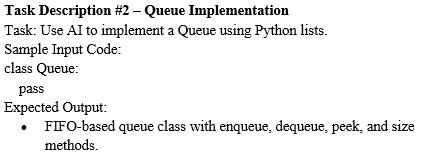 Task Description #2 – Queue Implementation
Task: Use AI to implement a Queue using Python lists.
Sample Input Code:
class Queue:
pass
Expected Output:
• FIFO-based queue class with enqueue, dequeue, peek, and size
methods.